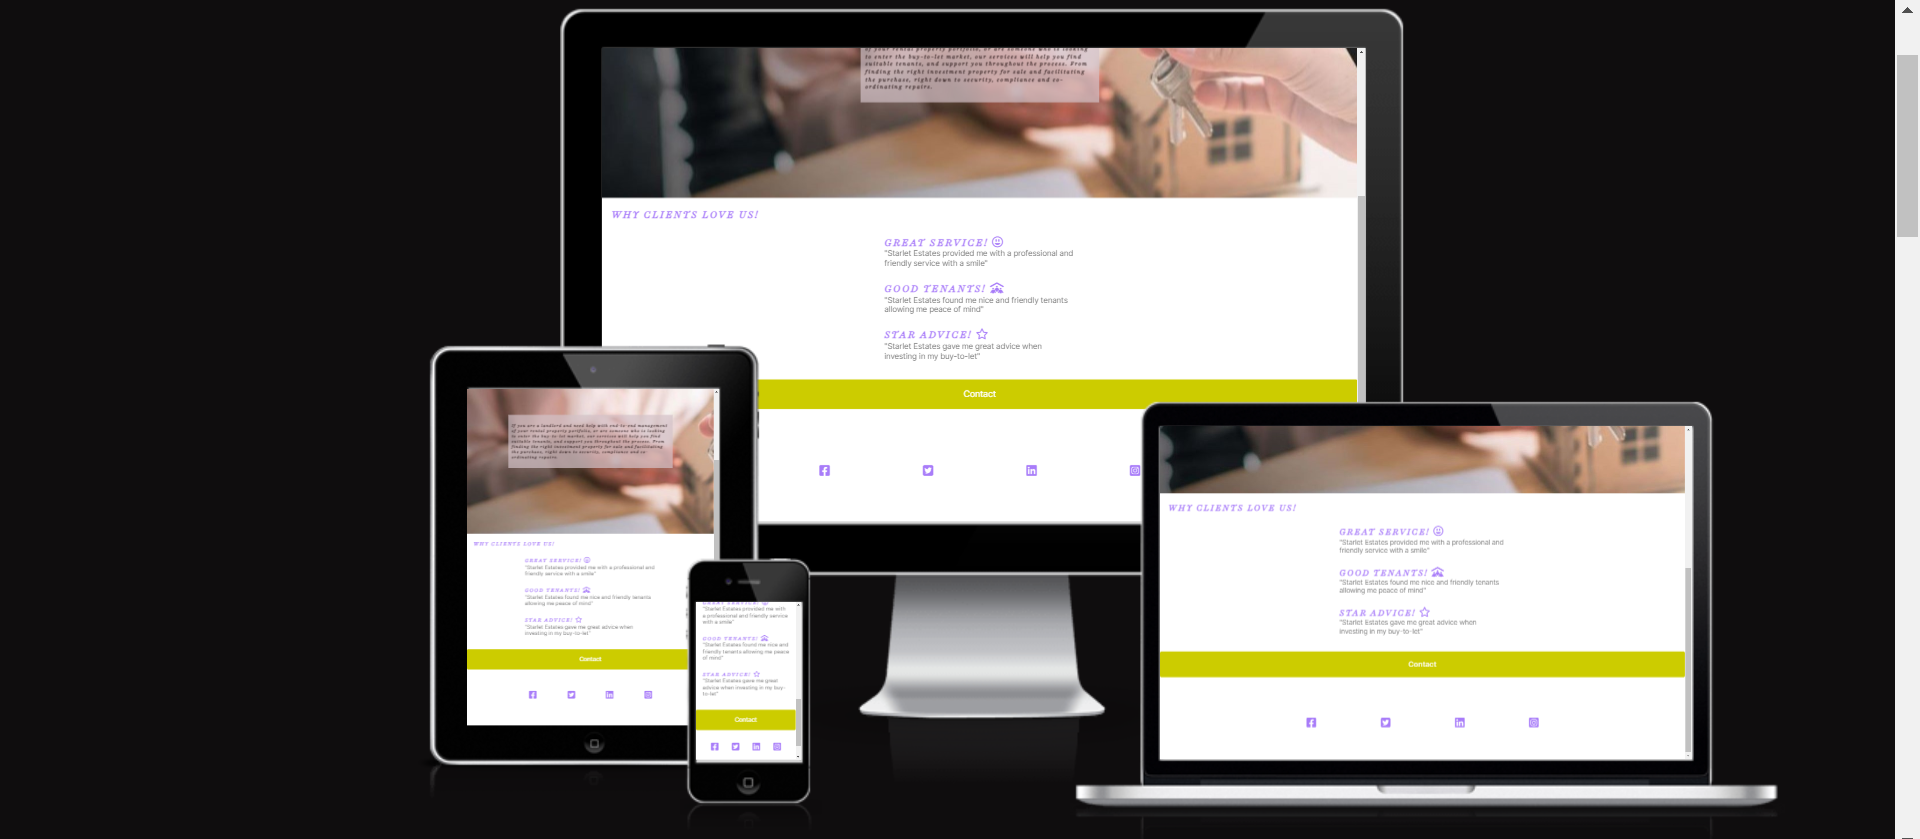 of your rental property portfolio, or are someone who is looking
to enter the buy-to-let market, our services will help you find
suitable tenants, and support you throughout the process. From
finding the right investment property for sale and facilitating
the purchase, right down to security, compliance and co-
ordinating repairs.
WHY CLIENTS LOVE US!
GREAT SERVICE!
"Starlet Estates provided me with a professional and
friendly service with a smile"
GOOD TENANTS!
"Starlet Estates found me nice and friendly tenants
allowing me peace of mind"
STAR ADVICE!
"Starlet Estates gave me great advice when
investing in my buy-to-let"
Contact
If you are a landlord and need help with end-to-end management
of your rental property portfolio, or are someone who is looking
to enter the buy-to-let market, our services will help you find
suitable tenants, and support you throughout the process. From
finding the right investment property for sale and facilitating
the purchase, right down to security, compliance and co-
ordinating repairs.
WHY CLIENTS LOVE US!
GREAT SERVICE!
"Starlet Estates provided me with a professional and
friendly service with a smile"
GOOD TENANTS!
"Starlet Estates found me nice and friendly tenants
allowing me peace of mind"
STAR ADVICE!
"Starlet Estates gave me great advice when
investing in my buy-to-let"
Contact
GREAT SERVICE!
"Starlet Estates provided me with
a professional and friendly service
with a smile"
GOOD TENANTS!
"Starlet Estates found me nice and
friendly tenants allowing me peace
of mind"
STAR ADVICE!
"Starlet Estates gave me great
advice when investing in my buy-
to-let"
Contact
WHY CLIENTS LOVE US!
GREAT SERVICE!
"Starlet Estates provided me with a professional and
friendly service with a smile"
GOOD TENANTS!
"Starlet Estates found me nice and friendly tenants
allowing me peace of mind"
STAR ADVICE!
"Starlet Estates gave me great advice when
investing in my buy-to-let"
Contact